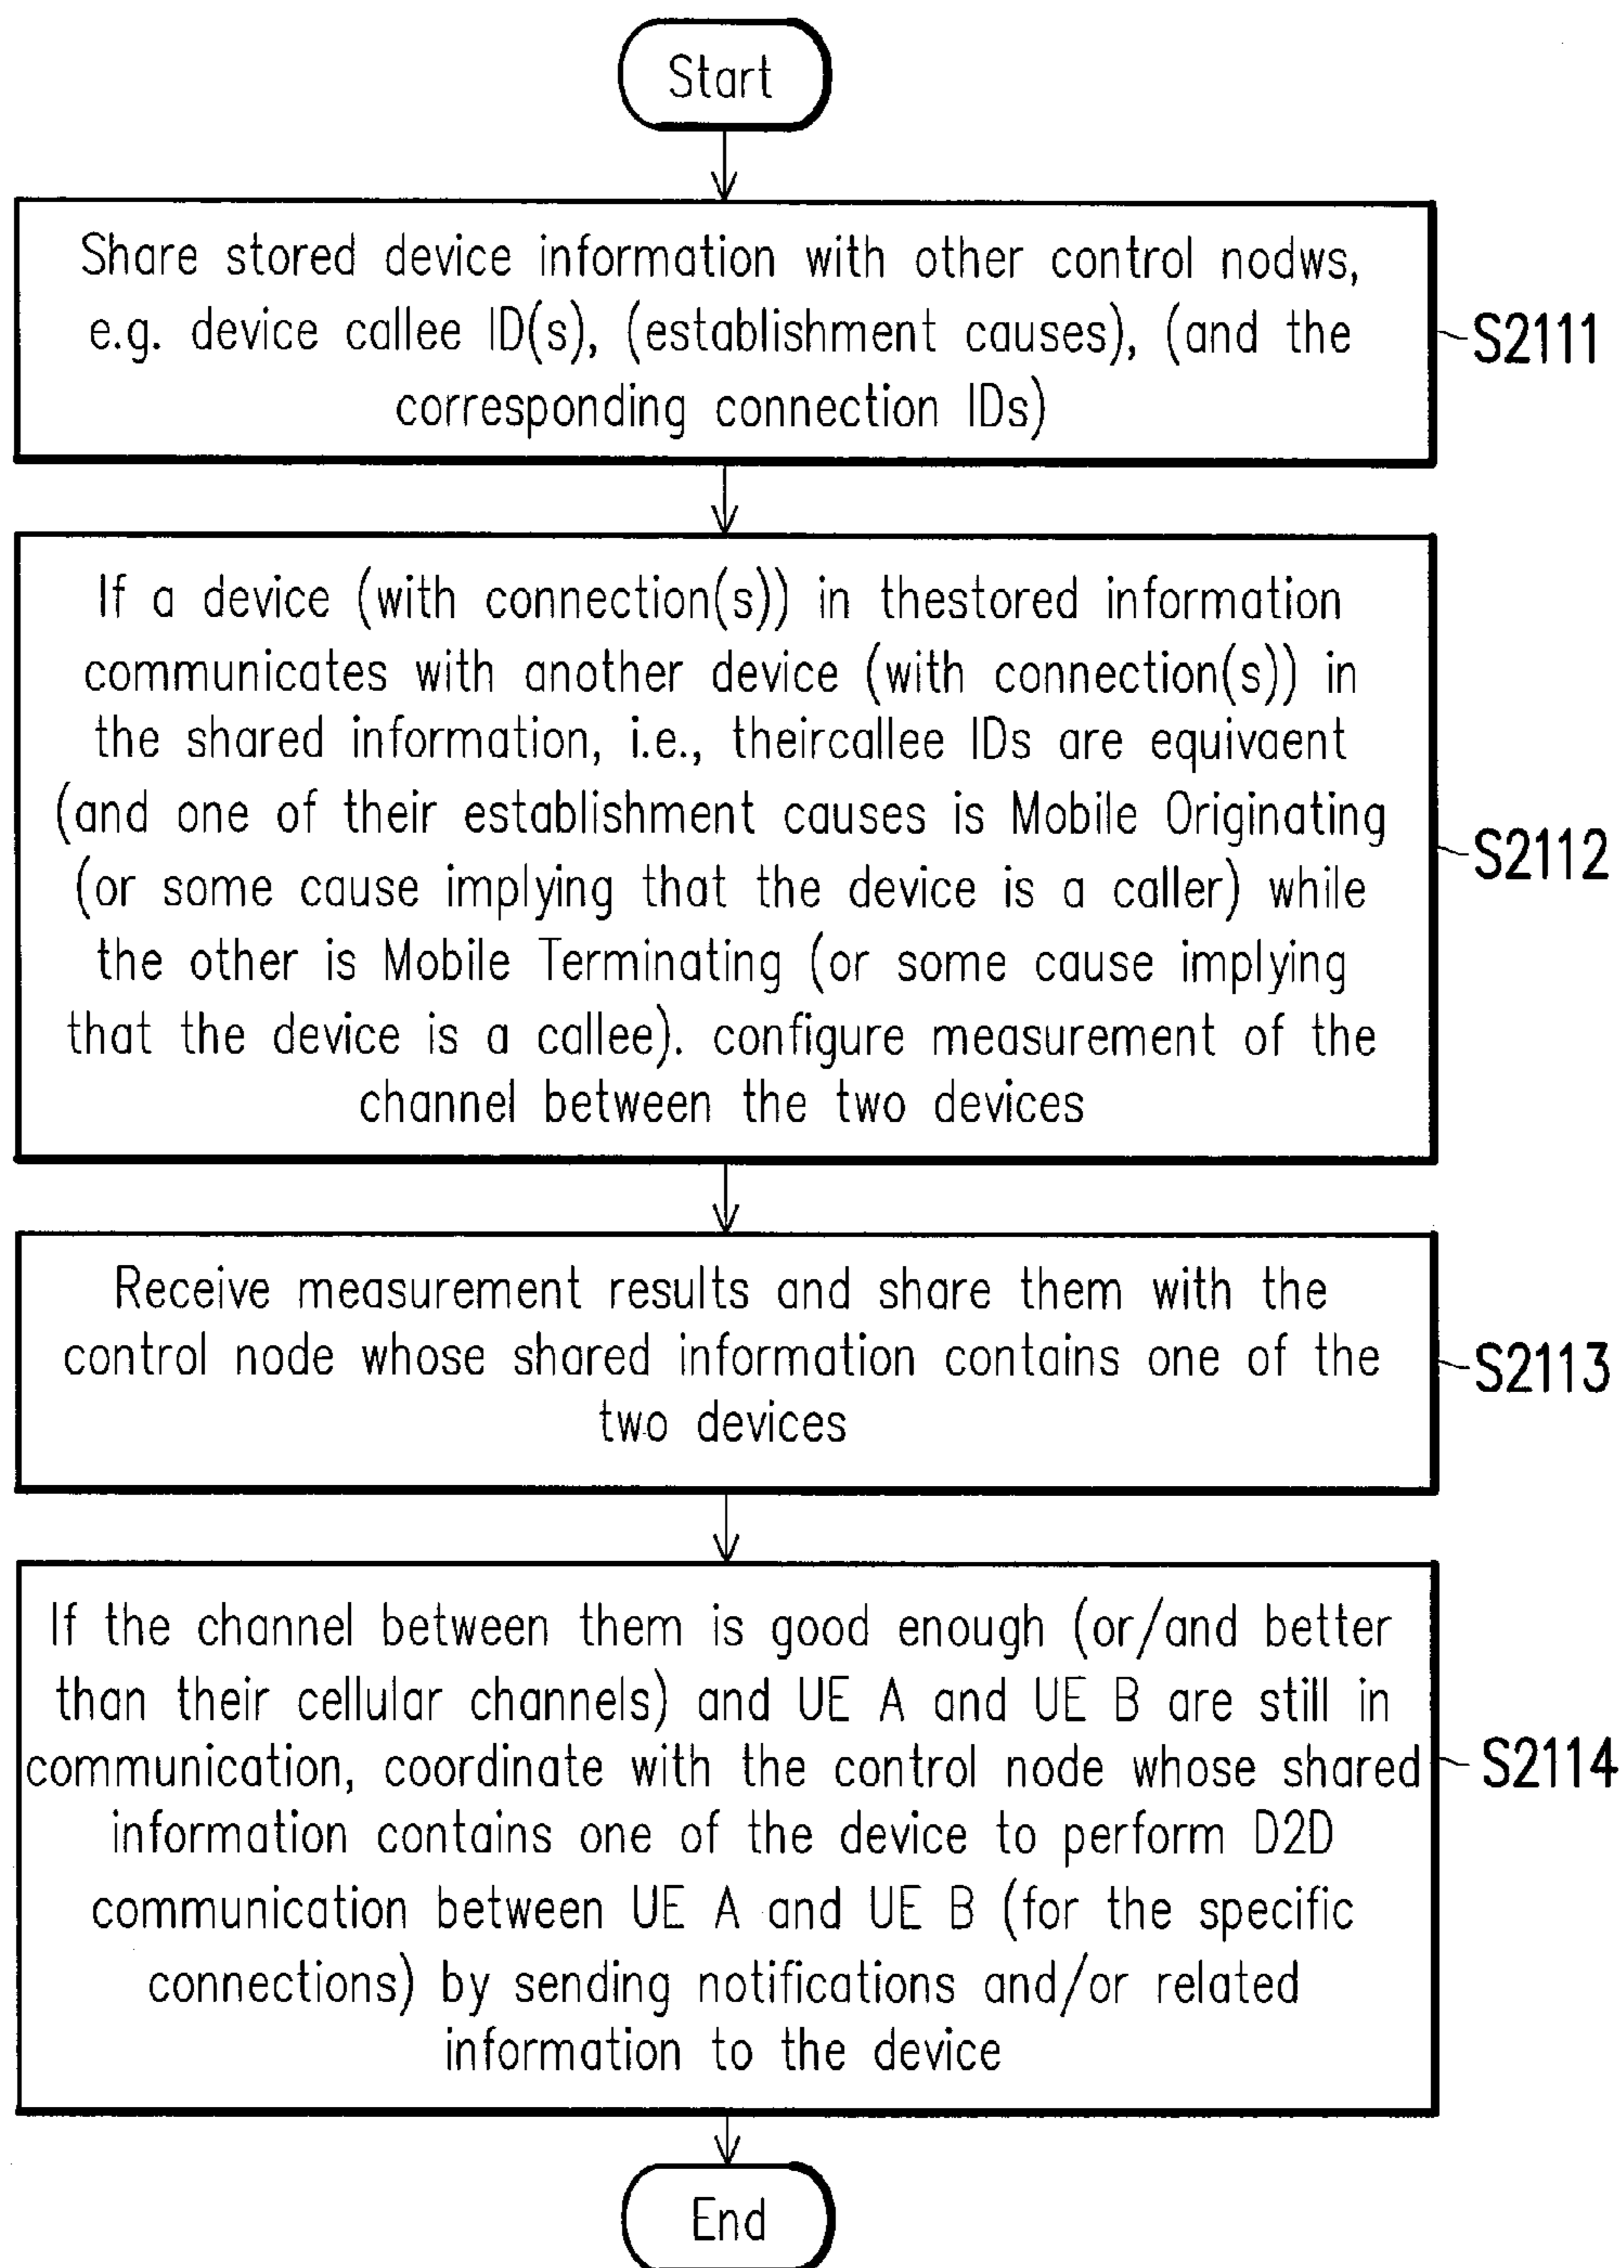 Start
Share stored device information with other control nodws,
e.g. device callee ID(s), (establishment causes), (and the
corresponding connection IDs)
S2111
If a device (with connection(s)) in thestored information
communicates with another device (with connection(s)) in
the shared information, i.e., theircallee IDs are equivaent
(and one of their establishment causes is Mobile Originating
(or some cause implying that the device is a caller) while
the other is Mobile Terminating (or some cause implying
that the device is a callee). configure measurement of the
channel between the two devices
S2112
Receive measurement results and share them with the
control node whose shared information contains one of the
two devices
S2113
If the channel between them is good enough (or/and better
than their cellular channels) and UE A and UE B are still in
communication, coordinate with the control node whose shared
information contains one of the device to perform D2D
communication between UE A and UE B (for the specific
connections) by sending notifications and/or related
information to the device
S2114
End